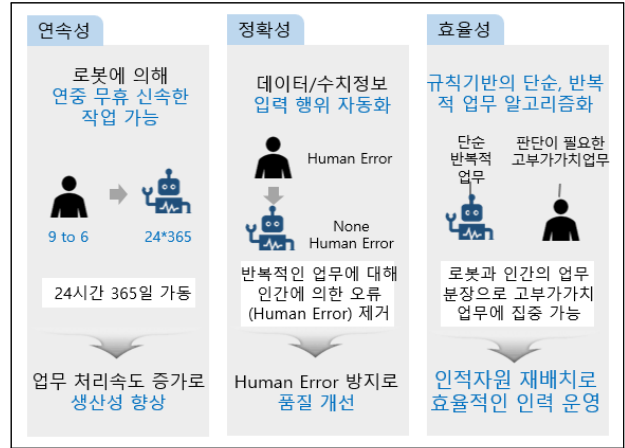 연속성
로봇에 의해
연중 무휴 신속한
작업 가능
9 to 6
24*365
24시간 365일 가동
업무 처리속도 증가로
생산성 향상
정확성
데이터/수치정보
입력 행위 자동화
Human Error
None
Human Error
반복적인 업무에 대해
인간에 의한 오류
(Human Error) 제거
Human Error 방지로
품질 개선
효율성
규칙기반의 단순, 반복
적 업무 알고리즘화
단순
반복적
업무
판단이 필요한
고부가가치업무
로봇과 인간의 업무
분장으로 고부가가치
업무에 집중 가능
인적자원 재배치로
효율적인 인력 운영